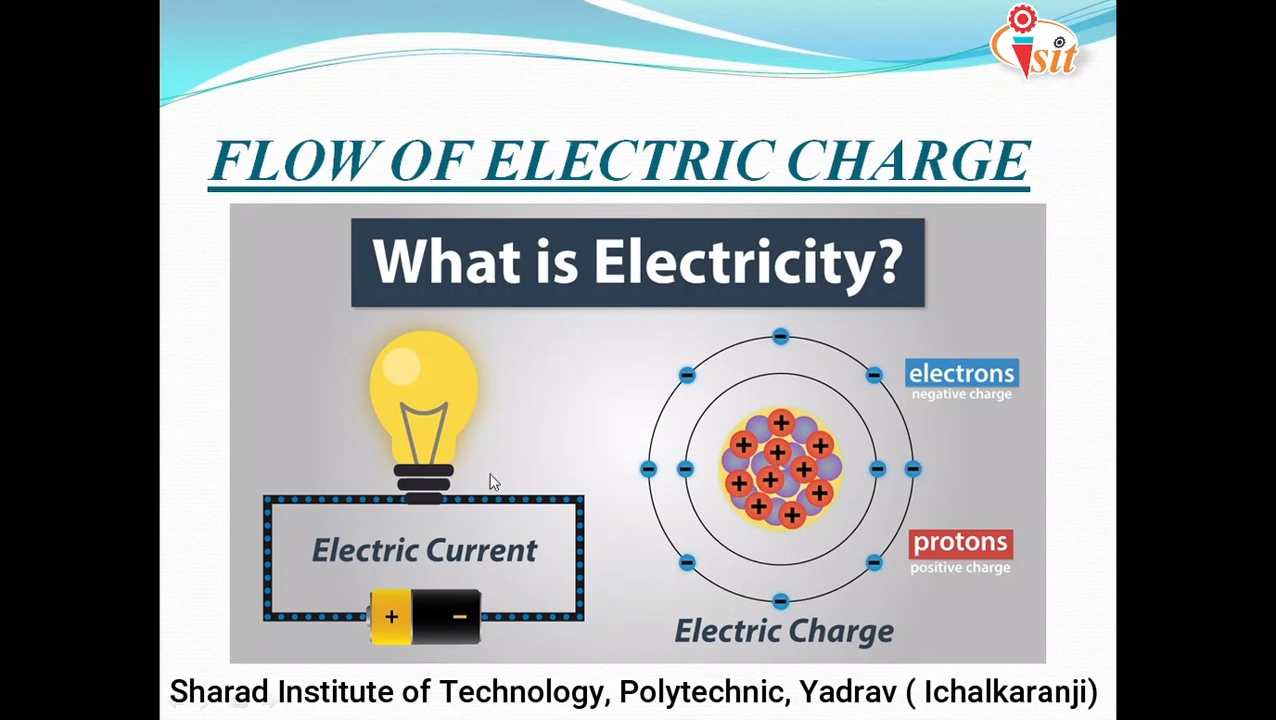 sit
FLOW OF ELECTRIC CHARGE
What is Electricity?
electrons
negative charge
+ + + + + + + + + +
Electric Current
protons
positive charge
+ −
Electric Charge
Sharad Institute of Technology, Polytechnic, Yadrav ( Ichalkaranji)